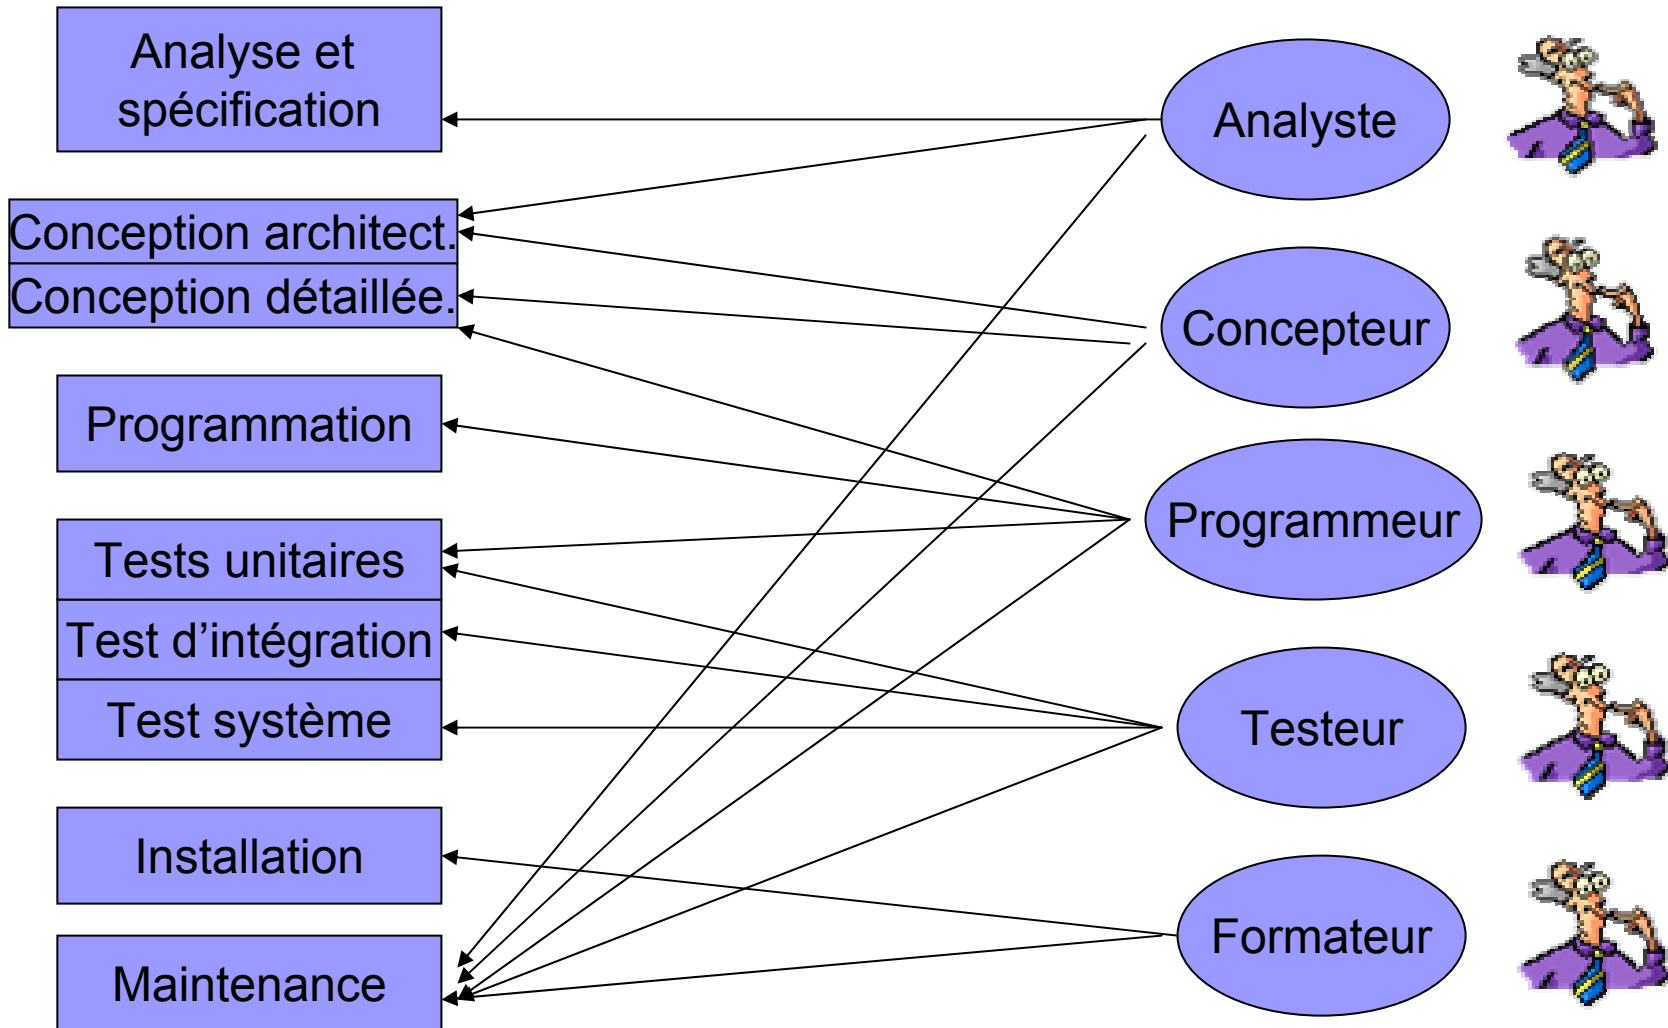 Analyse et
spécification
Conception architect.
Conception détaillée.
Programmation
Tests unitaires
Test d’intégration
Test système
Installation
Maintenance
Analyste
Concepteur
Programmeur
Testeur
Formateur